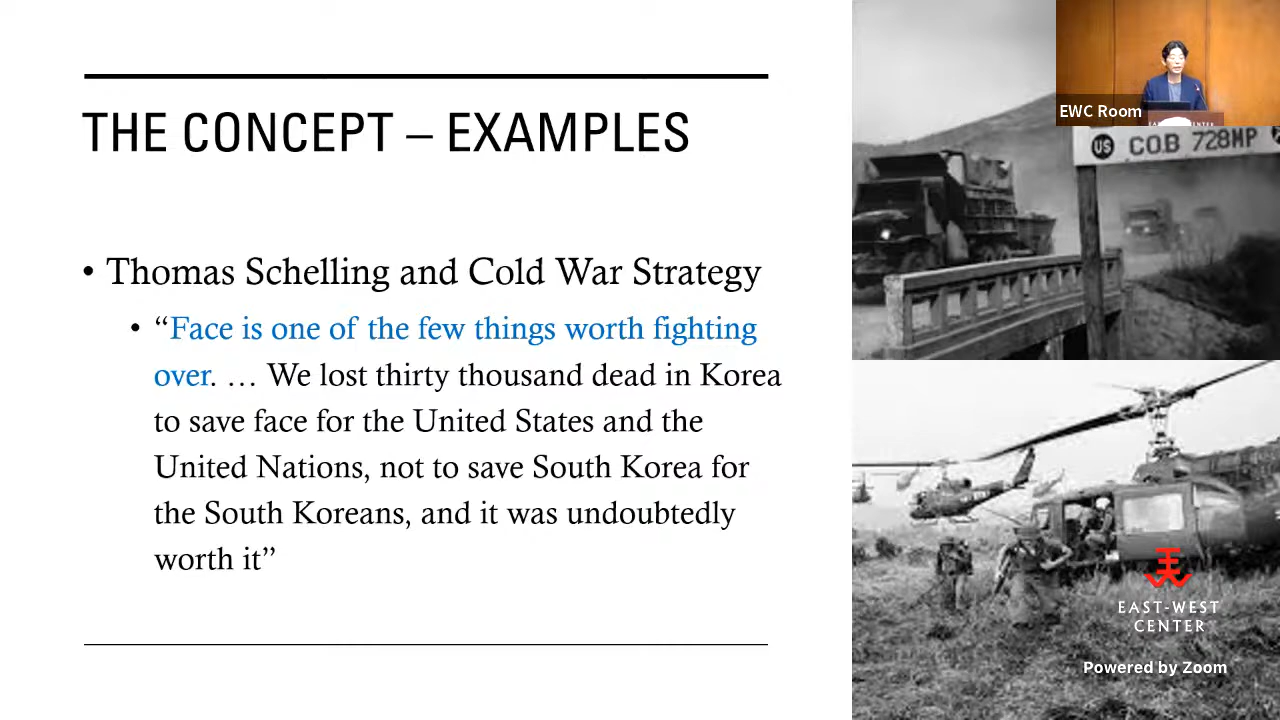 THE CONCEPT – EXAMPLES
• Thomas Schelling and Cold War Strategy
• “Face is one of the few things worth fighting
over. … We lost thirty thousand dead in Korea
to save face for the United States and the
United Nations, not to save South Korea for
the South Koreans, and it was undoubtedly
worth it”
EWC Room
US C.O.B 728MP
EAST-WEST
CENTER
Powered by Zoom